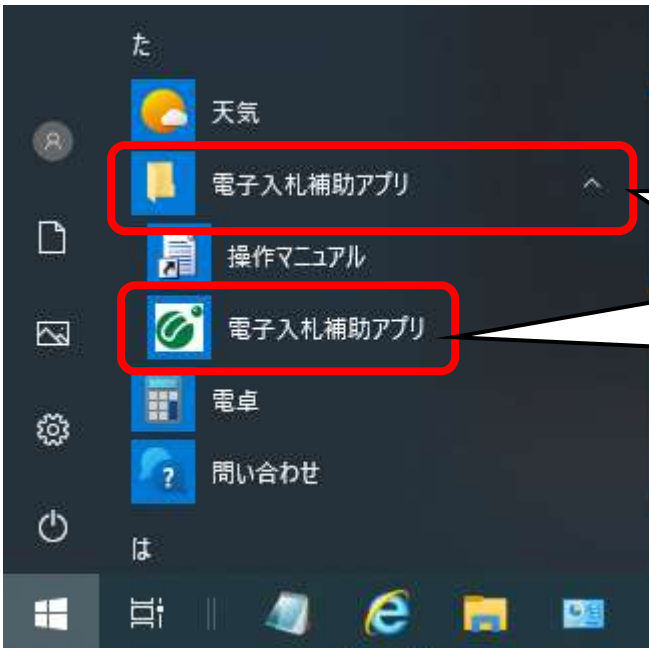 た
天気
電子入札補助アプリ
操作マニュアル
電子入札補助アプリ
電卓
問い合わせ
は